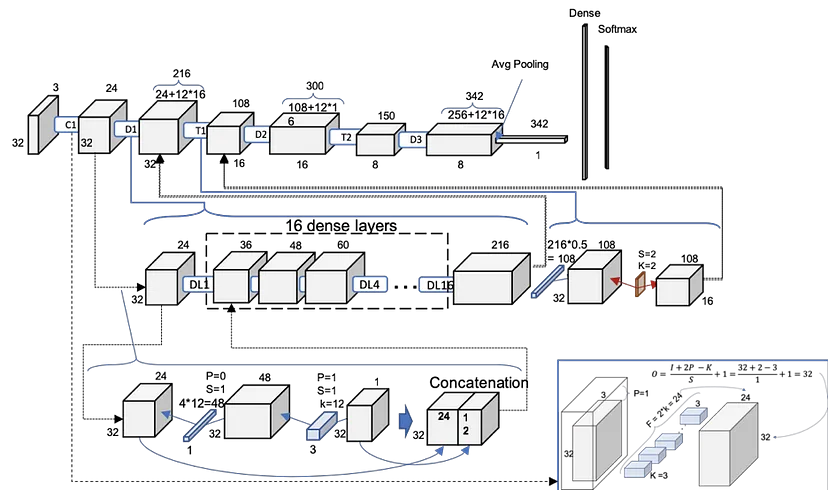 Dense
Softmax
Avg Pooling
3
24
216
24+12*16
108
300
108+12*1
6
150
342
256+12*16
342
C1
D1
T1
D2
T2
D3
32
32
32
16
16
8
8
1
16 dense layers
24
36
48
60
216
216*0.5
= 108
108
S=2
K=2
108
DL1
DL4
...
DL16
32
32
16
24
P=0
S=1
4*12=48
48
P=1
S=1
k=12
1
Concatenation
32
1
32
3
32
32
24
1
2
O = (I+2P−K)/S + 1 = (32+2−3)/1 + 1 = 32
P=1
3
F = 2*k = 24
3
24
32
32
K =3